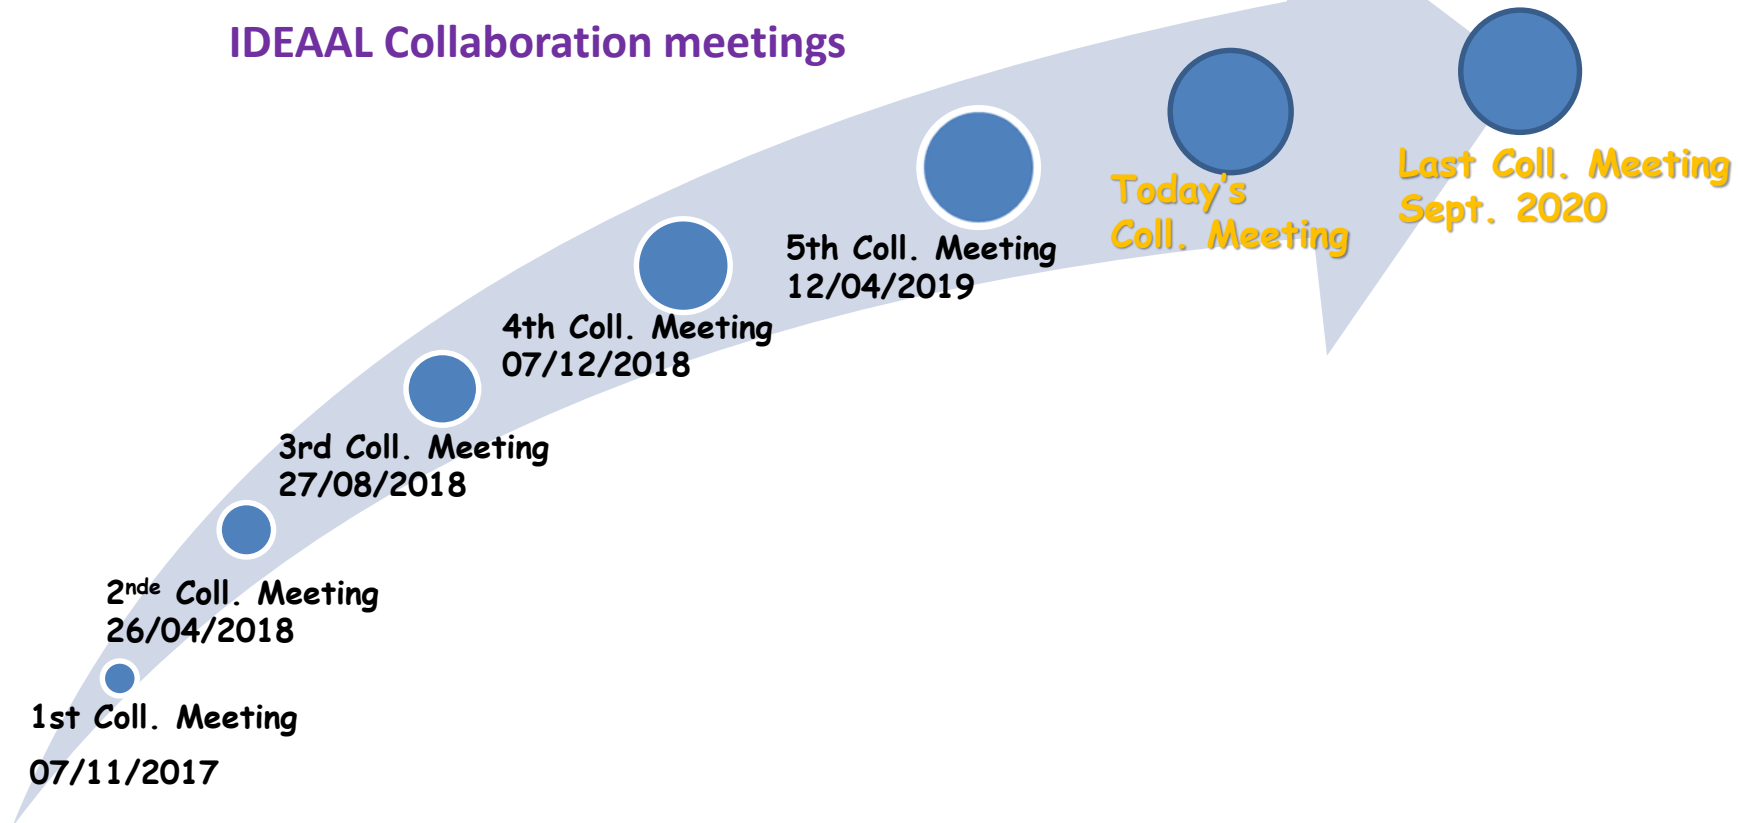 IDEAAL Collaboration meetings
Last Coll. Meeting
Sept. 2020
Today's
Coll. Meeting
5th Coll. Meeting
12/04/2019
4th Coll. Meeting
07/12/2018
3rd Coll. Meeting
27/08/2018
2nde Coll. Meeting
26/04/2018
1st Coll. Meeting
07/11/2017